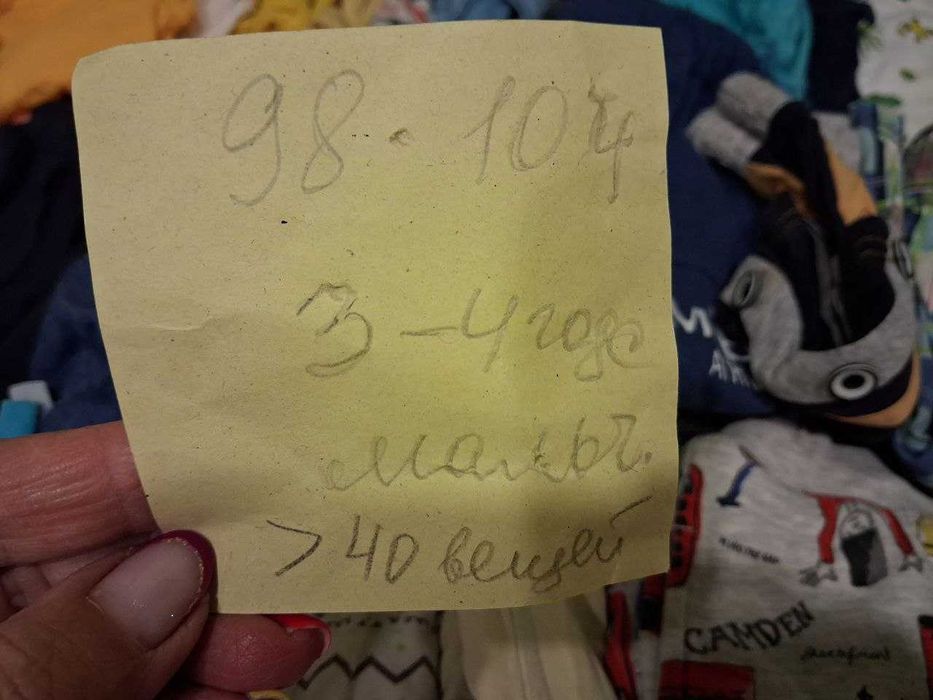 98 · 104
3 – 4 года
мальч.
> 40 вещей
CAMDEN